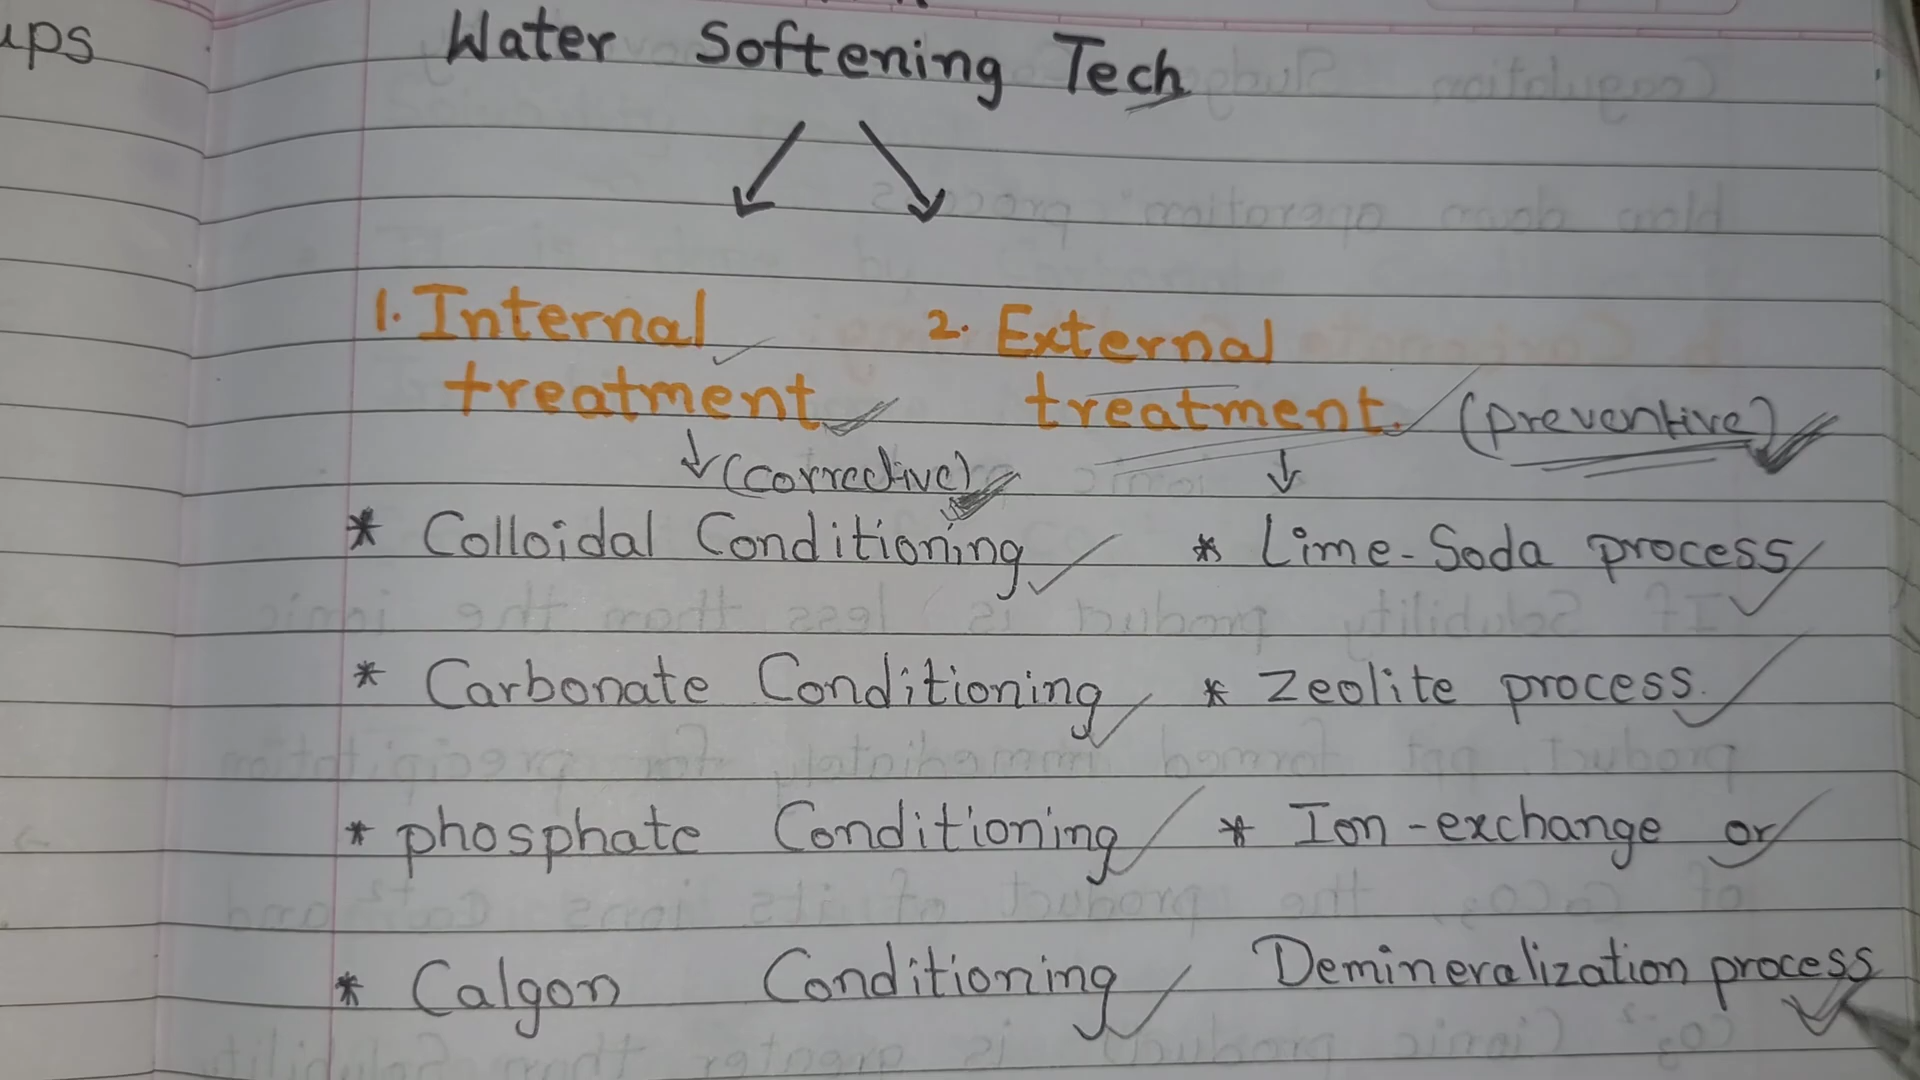 ups
Water Softening Tech
1. Internal treatment
(corrective)
* Colloidal Conditioning
* Carbonate Conditioning
* phosphate Conditioning
* Calgon Conditioning
2. External treatment. (preventive)
* Lime-Soda process
* Zeolite process.
* Ion-exchange or
Demineralization process